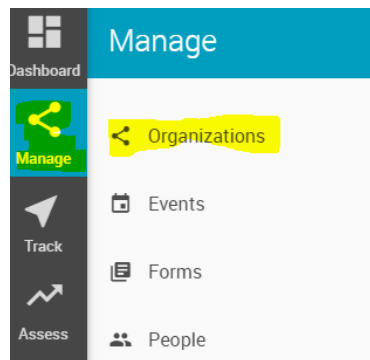 Manage
Dashboard
Manage
Track
Assess
Organizations
Events
Forms
People